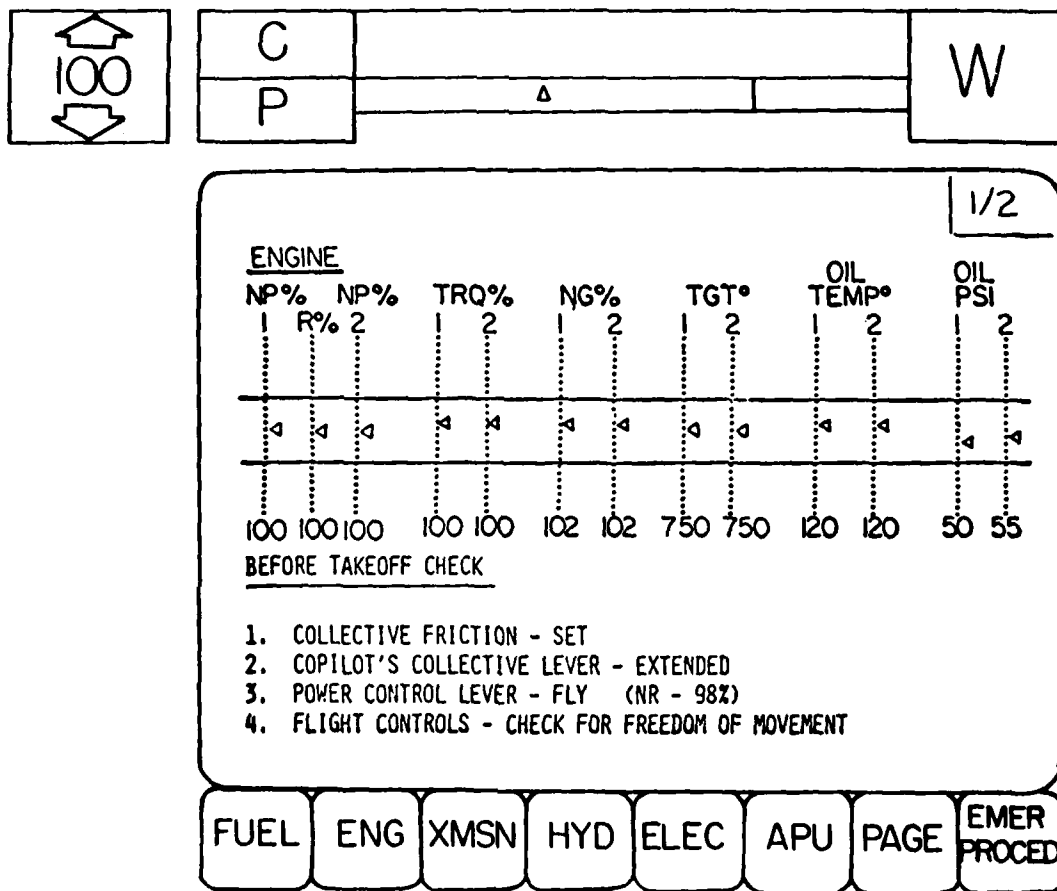 100
C
P
W
1/2
ENGINE
NP% NP% TRQ% NG% TGT° OIL TEMP° OIL PSI
1 R% 2 1 2 1 2 1 2 1 2 1 2
100 100 100 100 100 102 102 750 750 120 120 50 55
BEFORE TAKEOFF CHECK
1. COLLECTIVE FRICTION - SET
2. COPILOT'S COLLECTIVE LEVER - EXTENDED
3. POWER CONTROL LEVER - FLY (NR - 98%)
4. FLIGHT CONTROLS - CHECK FOR FREEDOM OF MOVEMENT
FUEL ENG XMSN HYD ELEC APU PAGE EMER PROCED